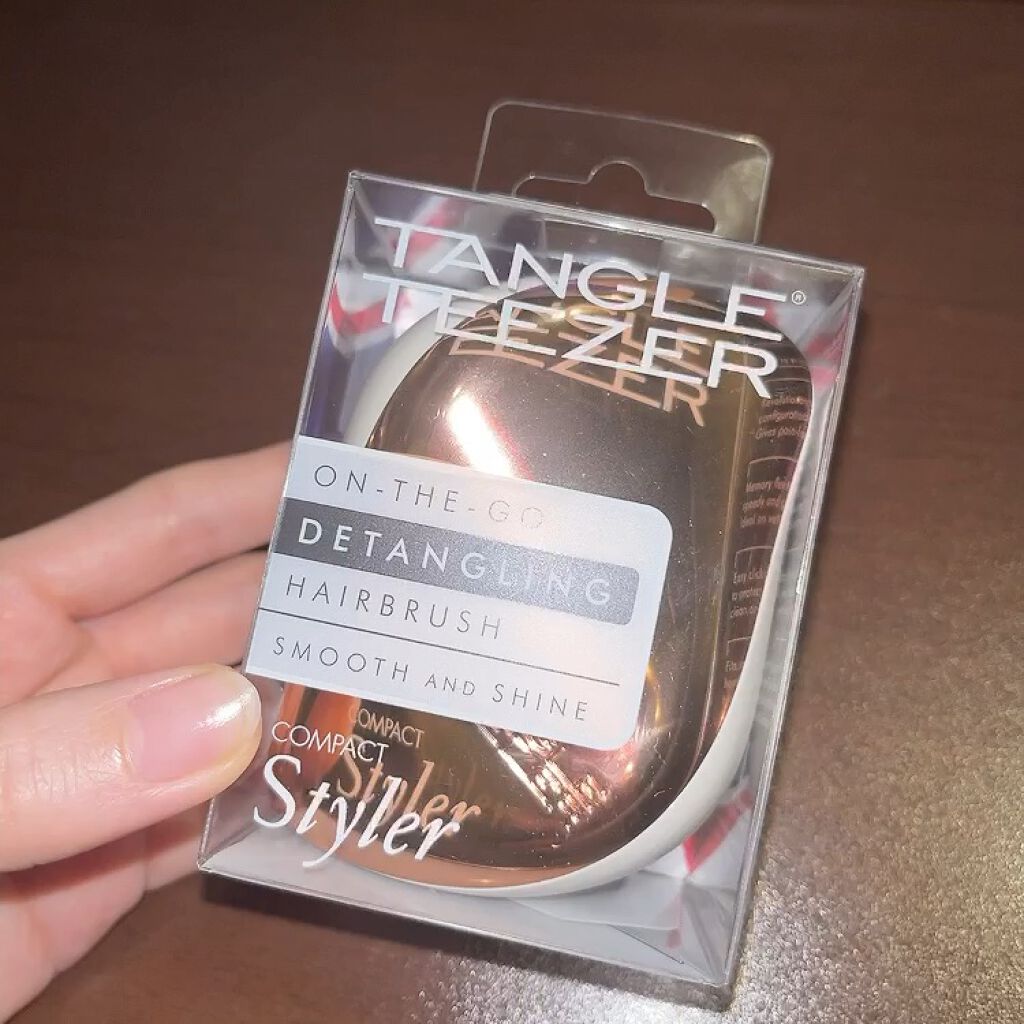 TANGLE
TEEZER®
ON-THE-GO
DETANGLING
HAIRBRUSH
SMOOTH AND SHINE
COMPACT
Styler